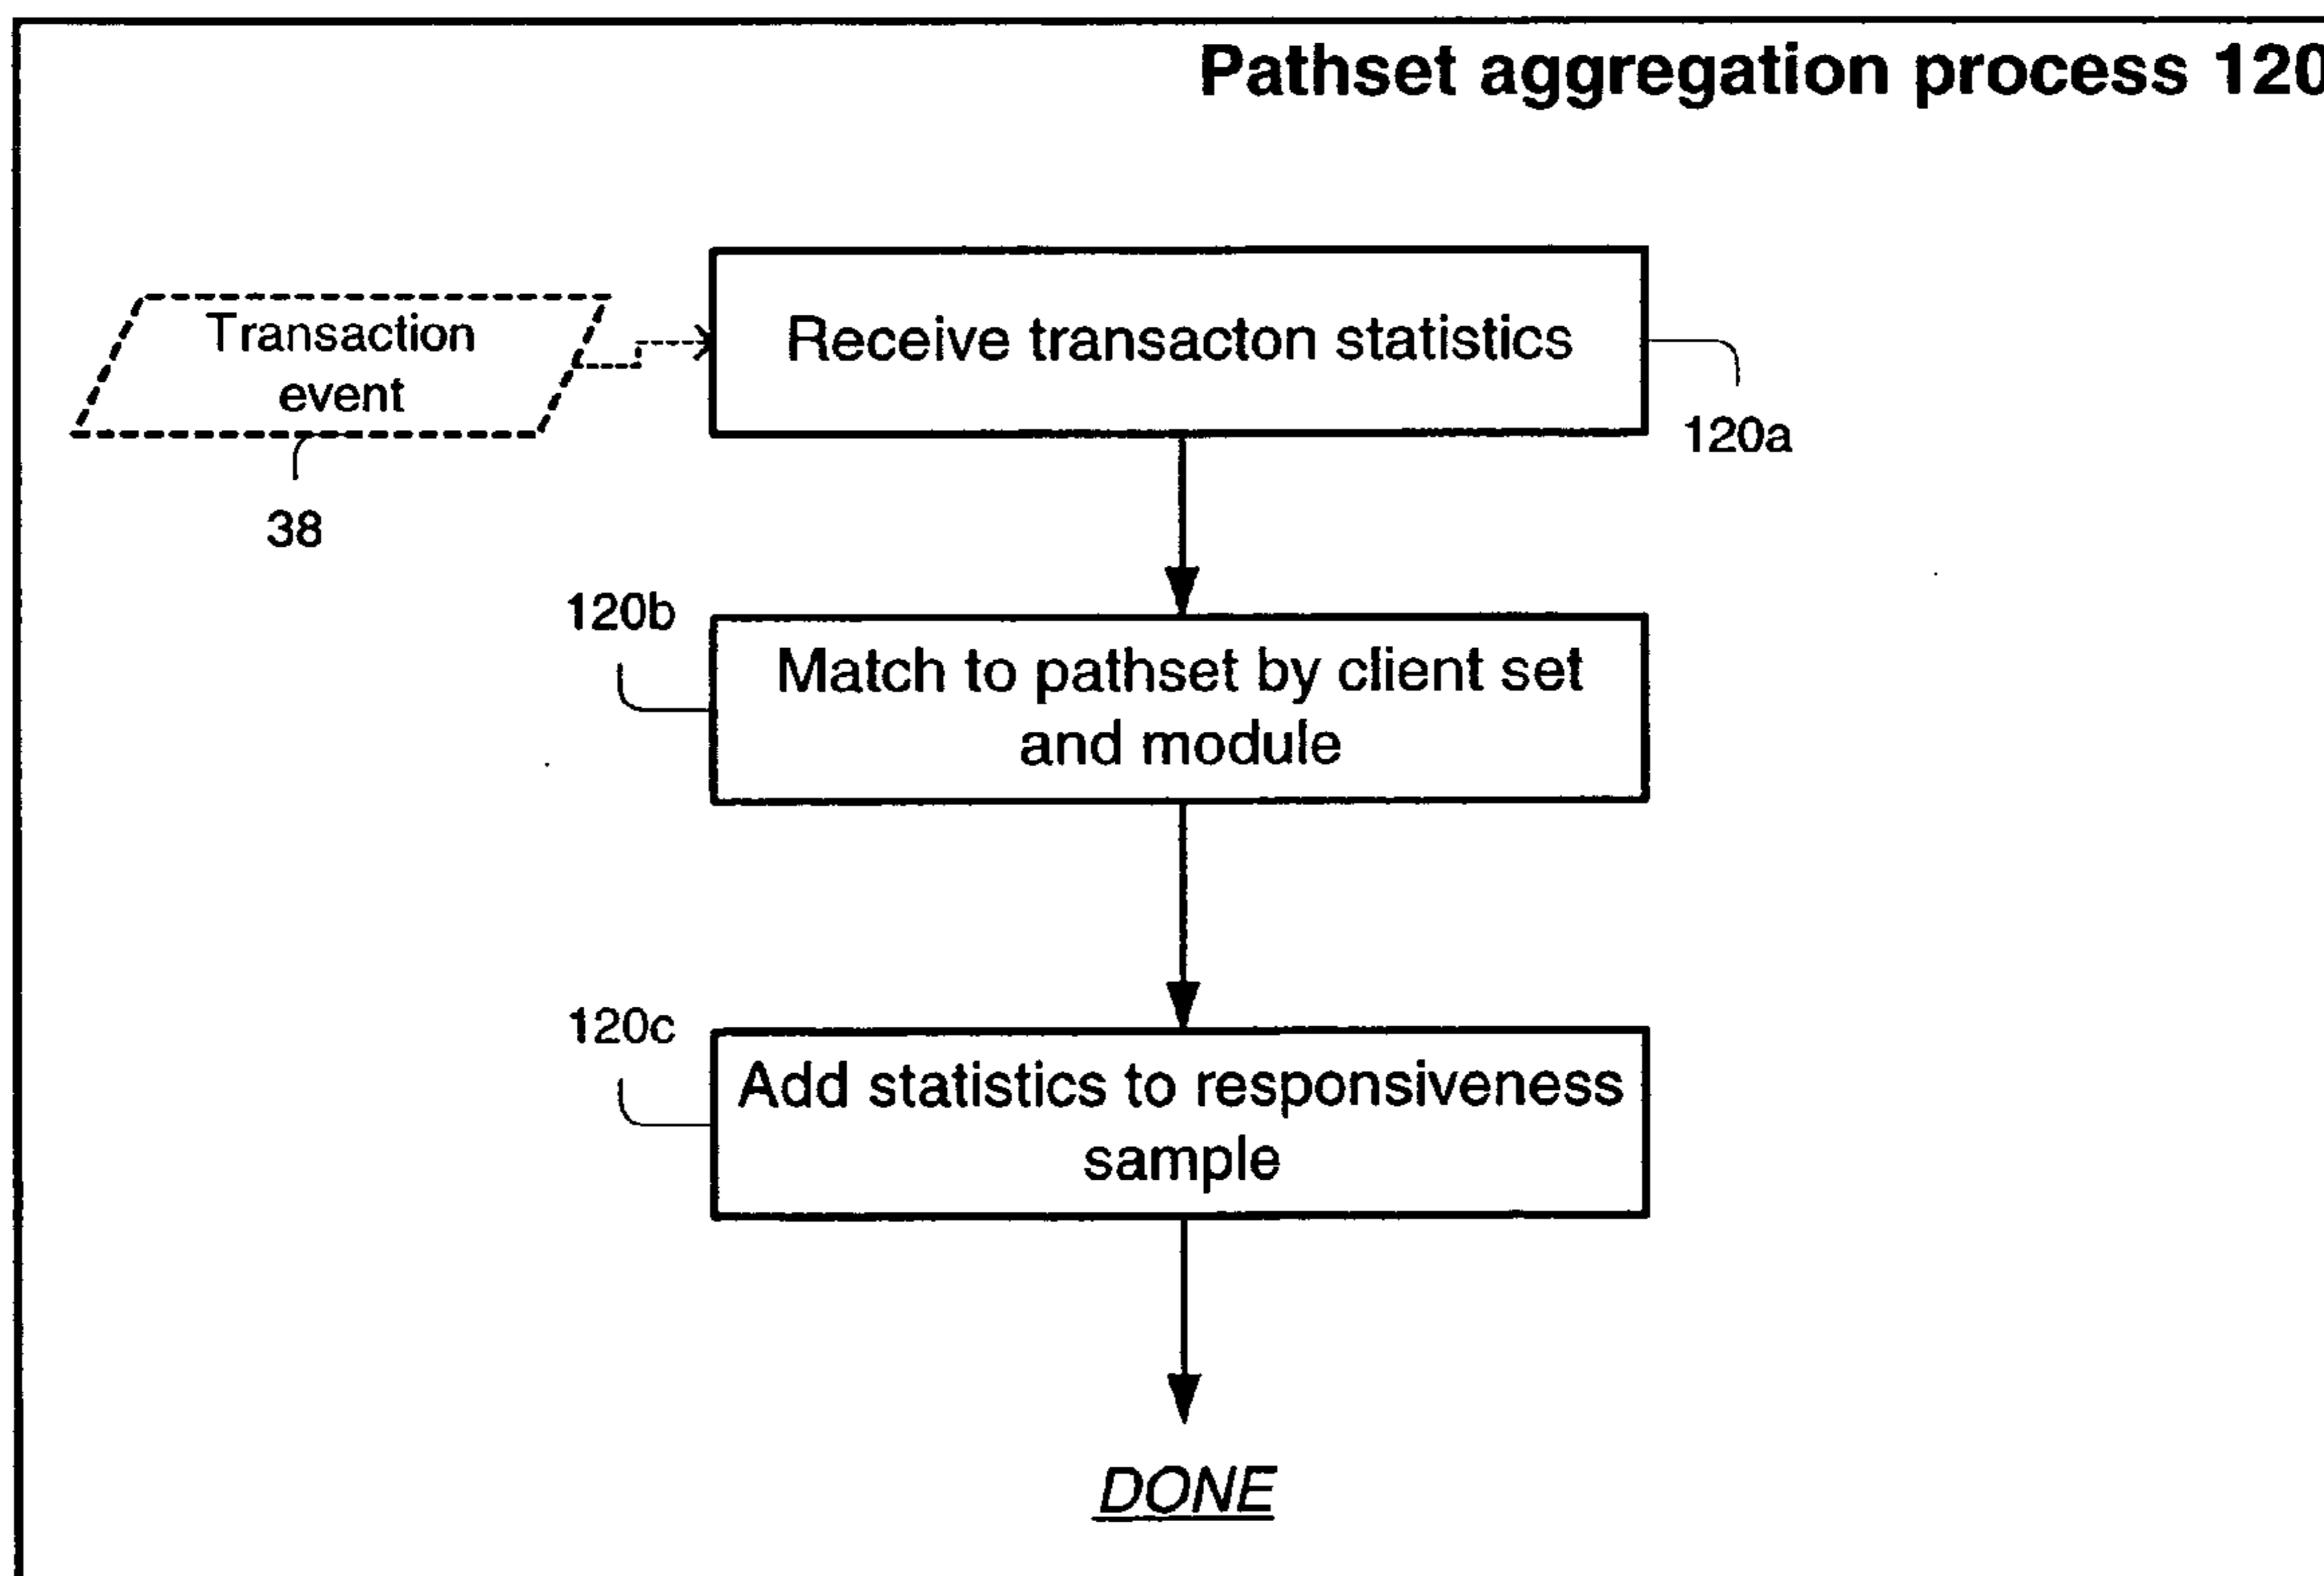 Pathset aggregation process 120
Transaction
event
38
Receive transacton statistics
120a
120b
Match to pathset by client set
and module
120c
Add statistics to responsiveness
sample
DONE